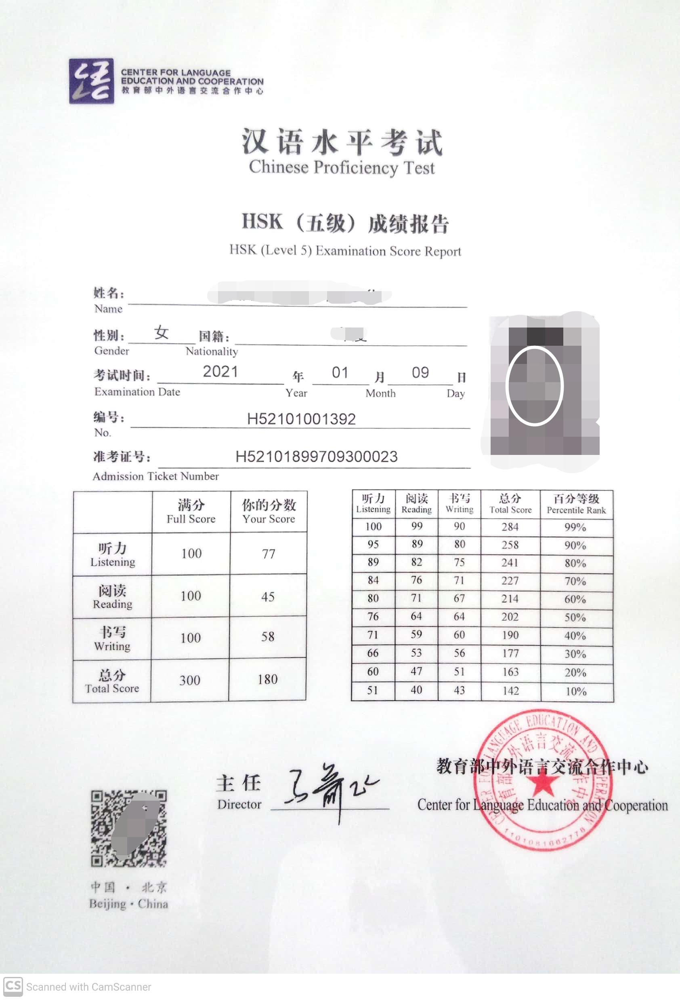 CENTER FOR LANGUAGE
EDUCATION AND COOPERATION
教育部中外语言交流合作中心
汉语水平考试
Chinese Proficiency Test
HSK（五级）成绩报告
HSK (Level 5) Examination Score Report
姓名：
Name
性别： 女 国籍：
Gender Nationality
考试时间： 2021 年 01 月 09 日
Examination Date Year Month Day
编号： H52101001392
No.
准考证号： H52101899709300023
Admission Ticket Number
满分 你的分数
Full Score Your Score
听力
Listening 100 77
阅读
Reading 100 45
书写
Writing 100 58
总分
Total Score 300 180
听力 阅读 书写 总分 百分等级
Listening Reading Writing Total Score Percentile Rank
100 99 90 284 99%
95 89 80 258 90%
89 82 75 241 80%
84 76 71 227 70%
80 71 67 214 60%
76 64 64 202 50%
71 59 60 190 40%
66 53 56 177 30%
60 47 51 163 20%
51 40 43 142 10%
主任
Director
教育部中外语言交流合作中心
Center for Language Education and Cooperation
CENTER FOR LANGUAGE EDUCATION AND COOPERATION
教育部中外语言交流合作中心
中国·北京
Beijing·China
CS Scanned with CamScanner